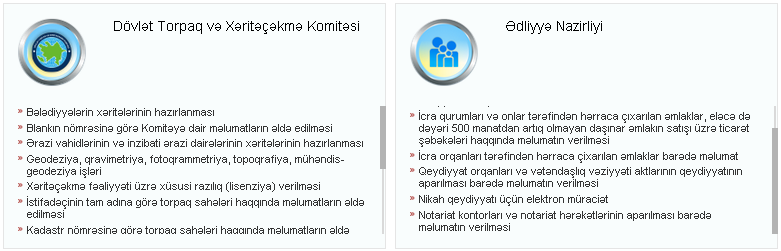 Dövlət Torpaq və Xəritəçəkmə Komitəsi
» Bələdiyyələrin xəritələrinin hazırlanması
» Blankın nömrəsinə görə Komitəyə dair məlumatların əldə edilməsi
» Ərazi vahidlərinin və inzibati ərazi dairələrinin xəritələrinin hazırlanması
» Geodeziya, qravimetriya, fotoqrammetriya, topoqrafiya, mühəndis-
geodeziya işləri
» Xəritəçəkmə fəaliyyəti üzrə xüsusi razılıq (lisenziya) verilməsi
» İstifadəçinin tam adına görə torpaq sahələri haqqında məlumatların əldə
edilməsi
» Kadastr nömrəsinə görə torpaq sahələri haqqında məlumatların əldə
Ədliyyə Nazirliyi
» İcra qurumları və onlar tərəfindən hərraca çıxarılan əmlaklar, eləcə də
dəyəri 500 manatdan artıq olmayan daşınar əmlakın satışı üzrə ticarət
şəbəkələri haqqında məlumatın verilməsi
» İcra orqanları tərəfindən hərraca çıxarılan əmlaklar barədə məlumat
» Qeydiyyat orqanları və vətəndaşlıq vəziyyəti aktlarının qeydiyyatının
aparılması barədə məlumatın verilməsi
» Nikah qeydiyyatı üçün elektron müraciət
» Notariat kontorları və notariat hərəkətlərinin aparılması barədə
məlumatın verilməsi